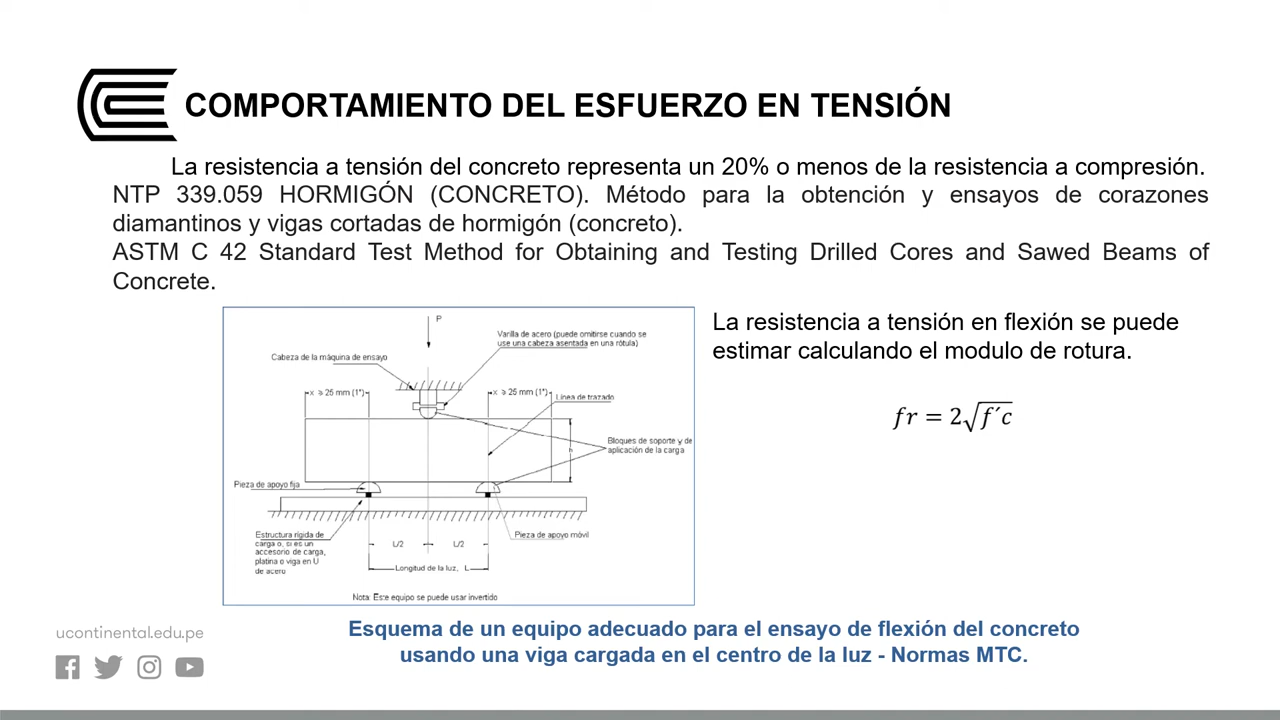 COMPORTAMIENTO DEL ESFUERZO EN TENSIÓN
La resistencia a tensión del concreto representa un 20% o menos de la resistencia a compresión.
NTP 339.059 HORMIGÓN (CONCRETO). Método para la obtención y ensayos de corazones
diamantinos y vigas cortadas de hormigón (concreto).
ASTM C 42 Standard Test Method for Obtaining and Testing Drilled Cores and Sawed Beams of
Concrete.
P
Varilla de acero (puede omitirse cuando se
use una cabeza asentada en una rótula)
Cabeza de la máquina de ensayo
x ⩾ 25 mm (1")
x ⩾ 25 mm (1")
Línea de trazado
Bloques de soporte y de
aplicación de la carga
h
Pieza de apoyo fija
Estructura rígida de
carga o, si es un
accesorio de carga,
platina o viga en U
de acero
Pieza de apoyo móvil
L/2
L/2
Longitud de la luz, L
Nota: Este equipo se puede usar invertido
La resistencia a tensión en flexión se puede
estimar calculando el modulo de rotura.
fr = 2√f´c
Esquema de un equipo adecuado para el ensayo de flexión del concreto
usando una viga cargada en el centro de la luz - Normas MTC.
ucontinental.edu.pe